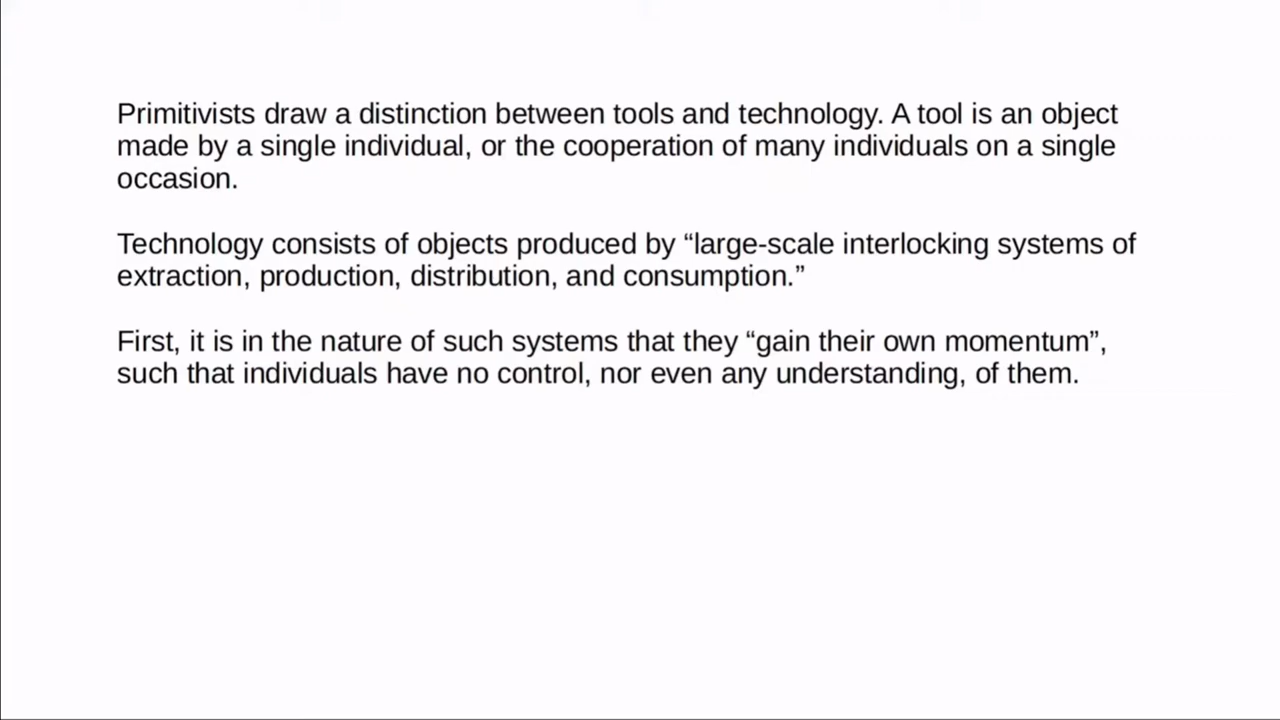 Primitivists draw a distinction between tools and technology. A tool is an object
made by a single individual, or the cooperation of many individuals on a single
occasion.
Technology consists of objects produced by “large-scale interlocking systems of
extraction, production, distribution, and consumption.”
First, it is in the nature of such systems that they “gain their own momentum”,
such that individuals have no control, nor even any understanding, of them.